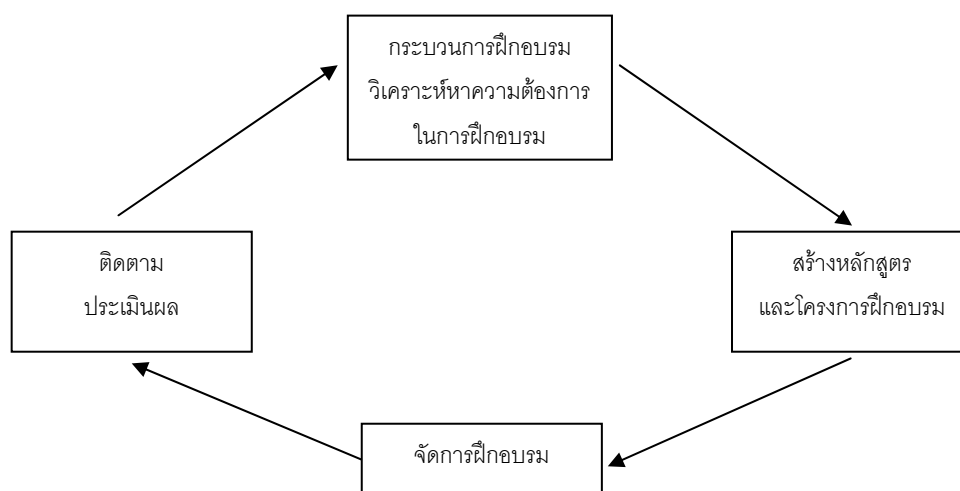 กระบวนการฝึกอบรม
วิเคราะห์หาความต้องการ
ในการฝึกอบรม
ติดตาม
ประเมินผล
สร้างหลักสูตร
และโครงการฝึกอบรม
จัดการฝึกอบรม